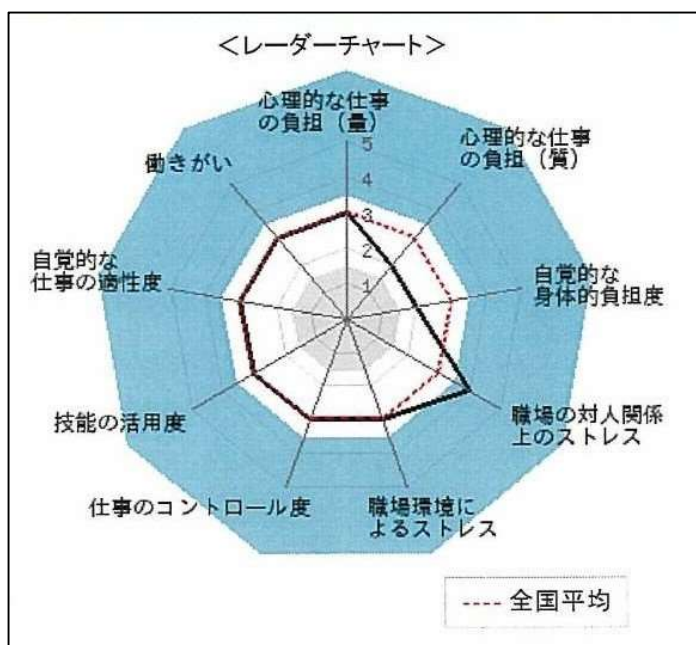 <レーダーチャート>
心理的な仕事
の負担(量)
心理的な仕事
の負担(質)
働きがい
5
4
3
2
1
自覚的な
仕事の適性度
自覚的な
身体的負担度
技能の活用度
職場の対人関係
上のストレス
仕事のコントロール度
職場環境に
よるストレス
全国平均